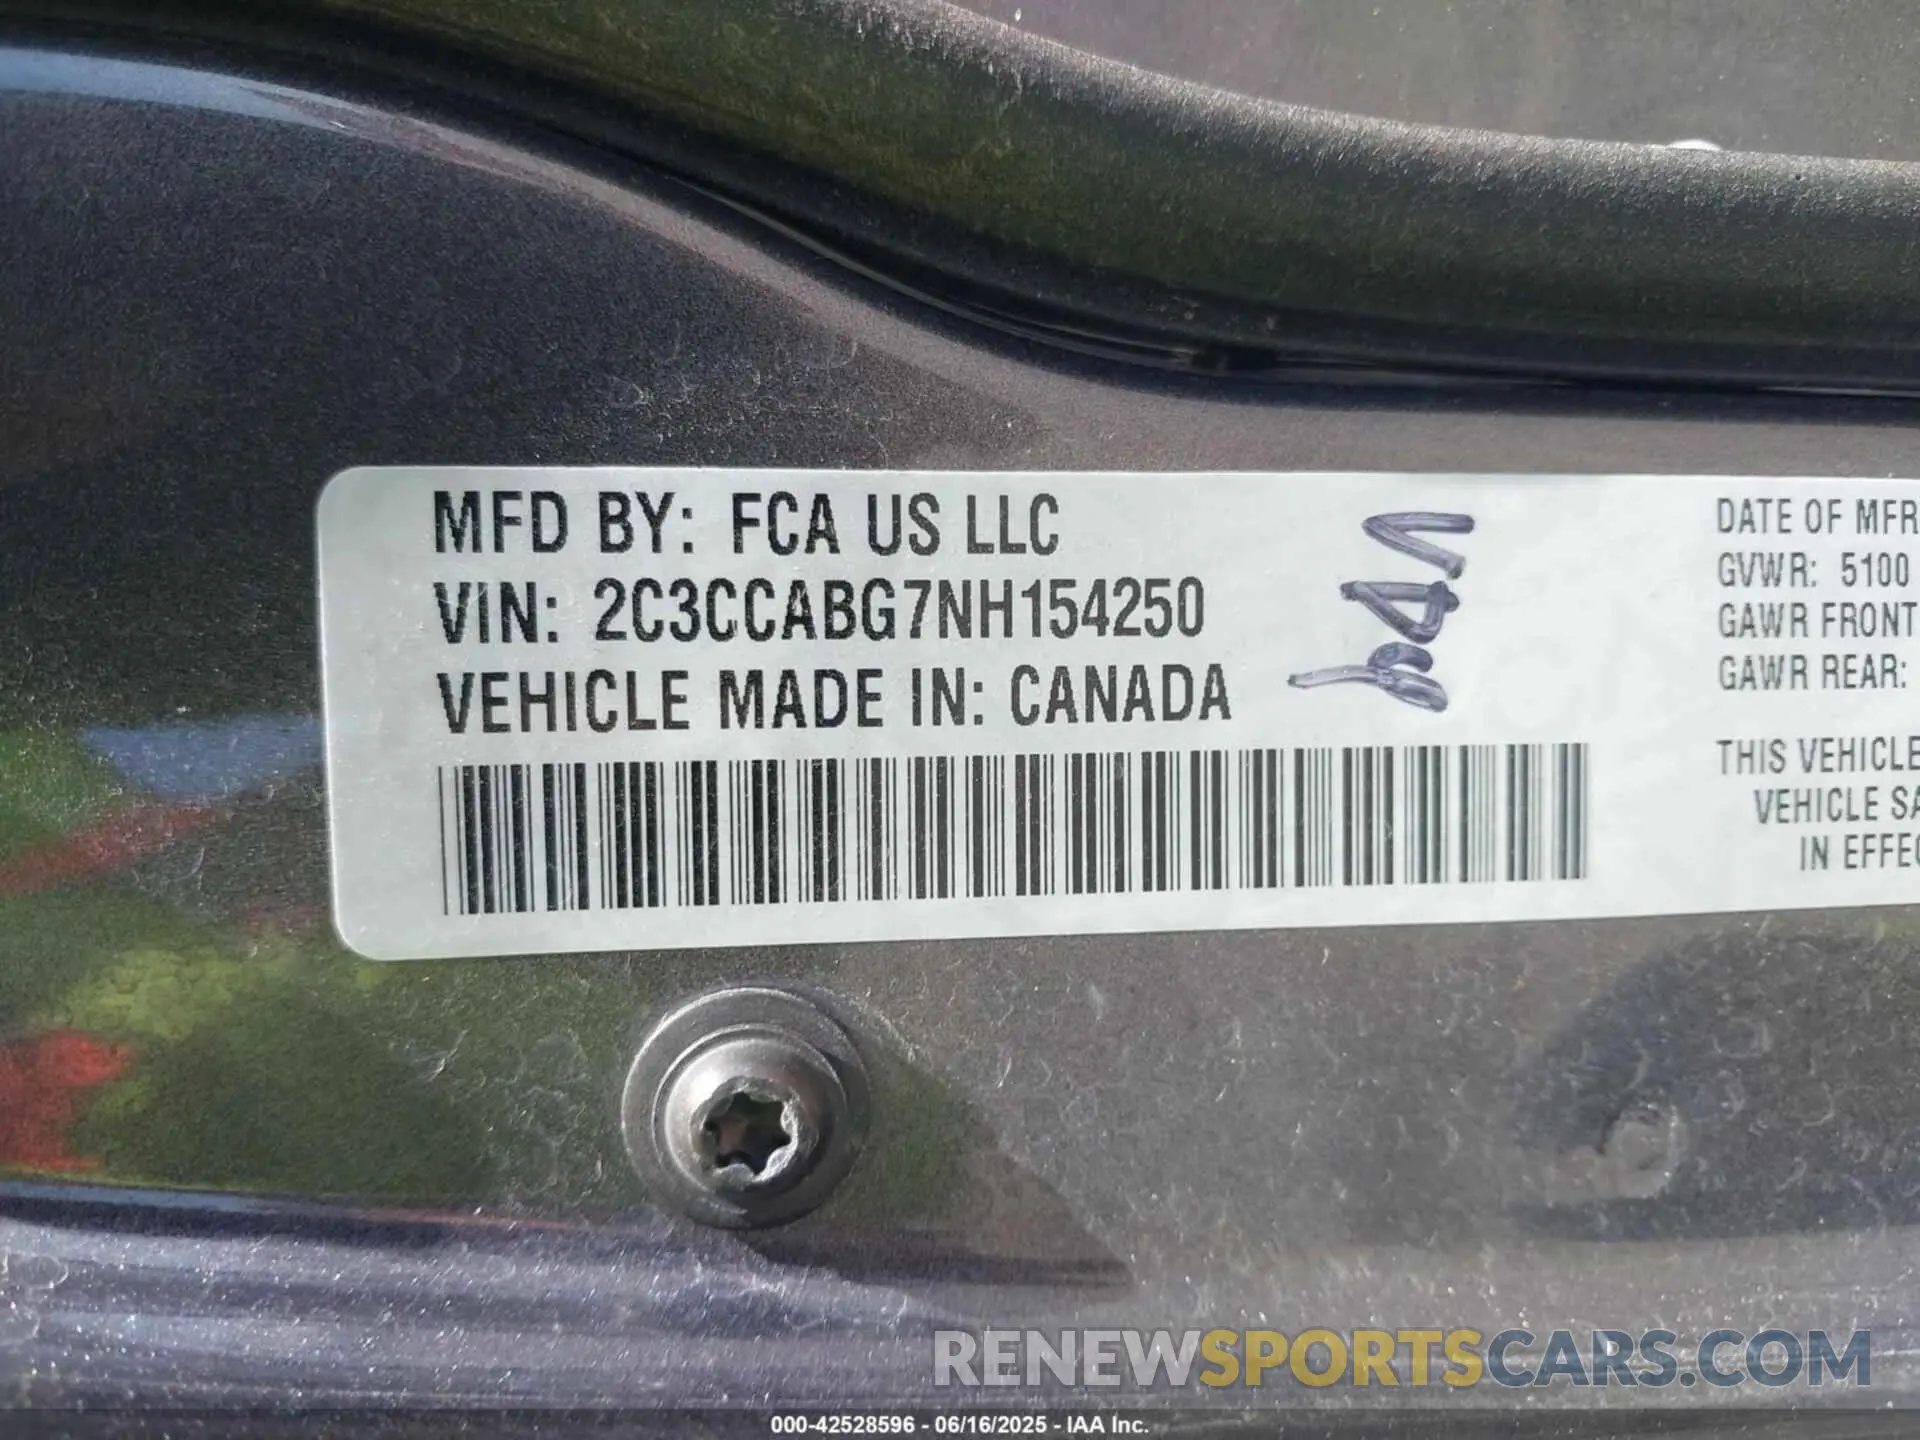 MFD BY: FCA US LLC
VIN: 2C3CCABG7NH154250
VEHICLE MADE IN: CANADA
DATE OF MFR
GVWR: 5100
GAWR FRONT
GAWR REAR:
THIS VEHICLE
VEHICLE SA
IN EFFEC
RENEWSPORTSCARS.COM
000-42528596 - 06/16/2025 - IAA Inc.